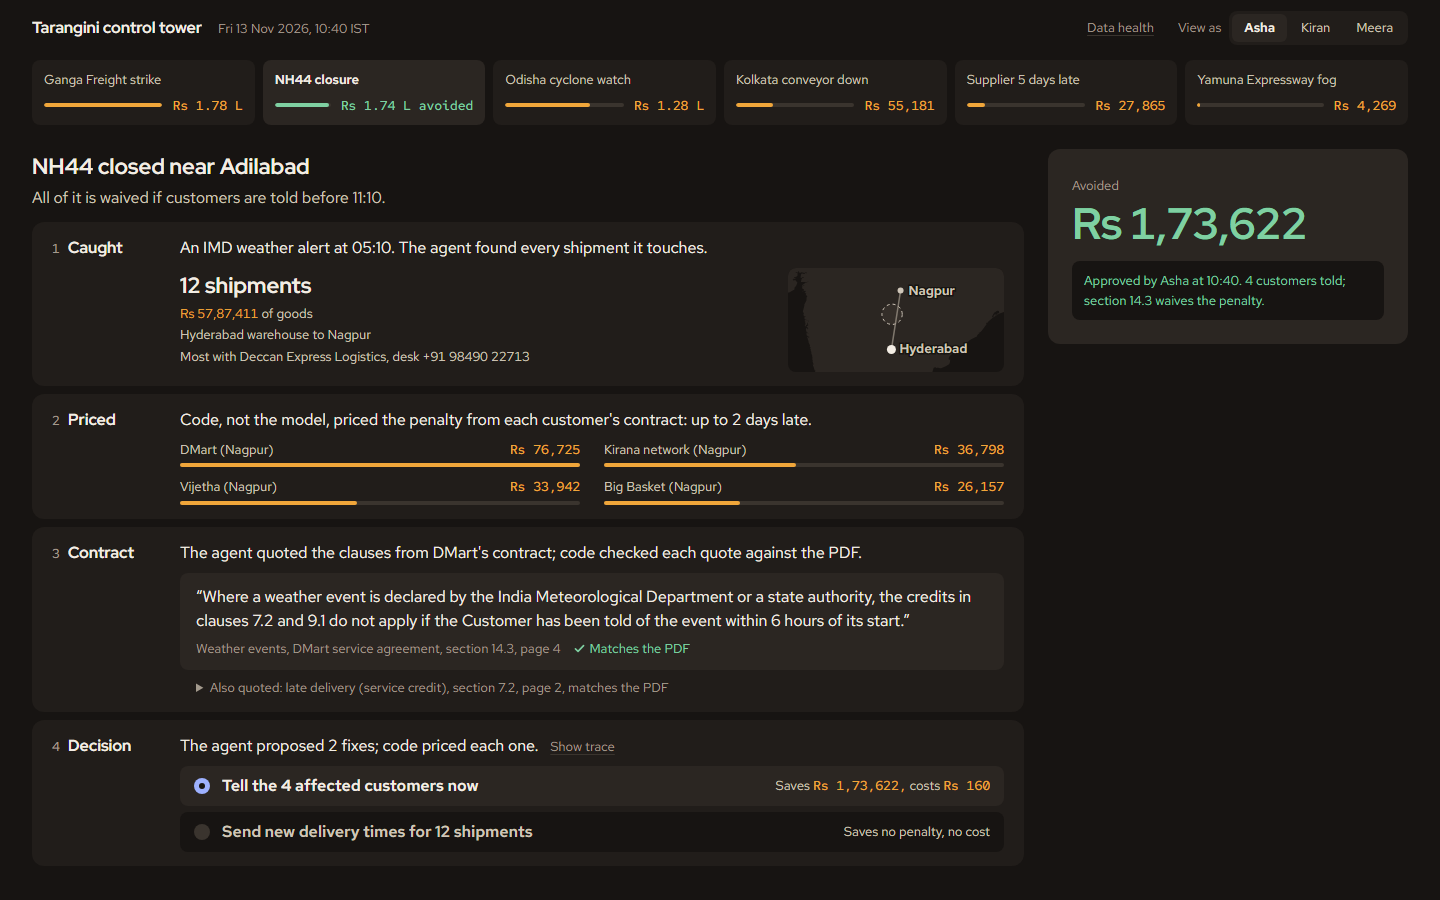 Tarangini control tower
Fri 13 Nov 2026, 10:40 IST
Data health
View as
Asha
Kiran
Meera
Ganga Freight strike
Rs 1.78 L
NH44 closure
Rs 1.74 L avoided
Odisha cyclone watch
Rs 1.28 L
Kolkata conveyor down
Rs 55,181
Supplier 5 days late
Rs 27,865
Yamuna Expressway fog
Rs 4,269
NH44 closed near Adilabad
All of it is waived if customers are told before 11:10.
1 Caught
An IMD weather alert at 05:10. The agent found every shipment it touches.
12 shipments
Rs 57,87,411 of goods
Hyderabad warehouse to Nagpur
Most with Deccan Express Logistics, desk +91 98490 22713
Nagpur
Hyderabad
2 Priced
Code, not the model, priced the penalty from each customer's contract: up to 2 days late.
DMart (Nagpur)
Rs 76,725
Kirana network (Nagpur)
Rs 36,798
Vijetha (Nagpur)
Rs 33,942
Big Basket (Nagpur)
Rs 26,157
3 Contract
The agent quoted the clauses from DMart's contract; code checked each quote against the PDF.
“Where a weather event is declared by the India Meteorological Department or a state authority, the credits in
clauses 7.2 and 9.1 do not apply if the Customer has been told of the event within 6 hours of its start.”
Weather events, DMart service agreement, section 14.3, page 4
✓ Matches the PDF
▶ Also quoted: late delivery (service credit), section 7.2, page 2, matches the PDF
4 Decision
The agent proposed 2 fixes; code priced each one.
Show trace
Tell the 4 affected customers now
Saves Rs 1,73,622, costs Rs 160
Send new delivery times for 12 shipments
Saves no penalty, no cost
Avoided
Rs 1,73,622
Approved by Asha at 10:40. 4 customers told;
section 14.3 waives the penalty.